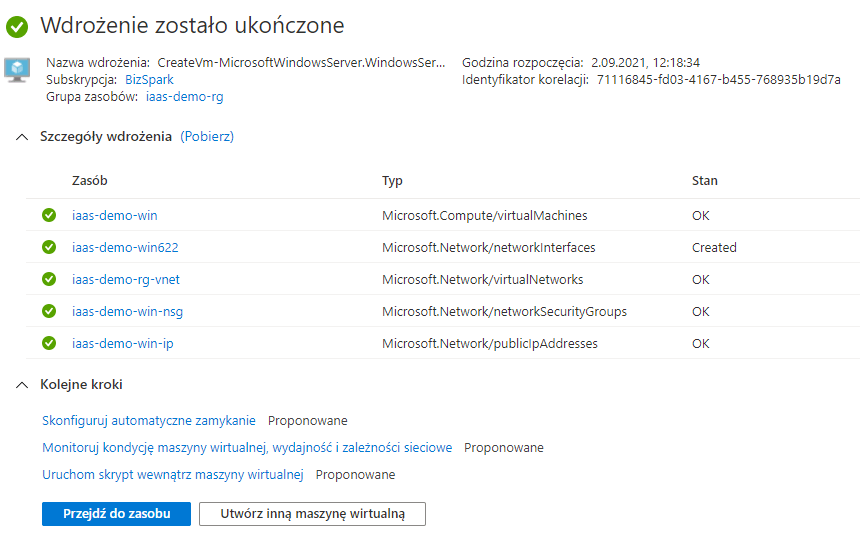 Wdrożenie zostało ukończone
Nazwa wdrożenia: CreateVm-MicrosoftWindowsServer.WindowsSer... Godzina rozpoczęcia: 2.09.2021, 12:18:34
Subskrypcja: BizSpark Identyfikator korelacji: 71116845-fd03-4167-b455-768935b19d7a
Grupa zasobów: iaas-demo-rg
Szczegóły wdrożenia (Pobierz)
Zasób Typ Stan
iaas-demo-win Microsoft.Compute/virtualMachines OK
iaas-demo-win622 Microsoft.Network/networkInterfaces Created
iaas-demo-rg-vnet Microsoft.Network/virtualNetworks OK
iaas-demo-win-nsg Microsoft.Network/networkSecurityGroups OK
iaas-demo-win-ip Microsoft.Network/publicIpAddresses OK
Kolejne kroki
Skonfiguruj automatyczne zamykanie Proponowane
Monitoruj kondycję maszyny wirtualnej, wydajność i zależności sieciowe Proponowane
Uruchom skrypt wewnątrz maszyny wirtualnej Proponowane
Przejdź do zasobu Utwórz inną maszynę wirtualną